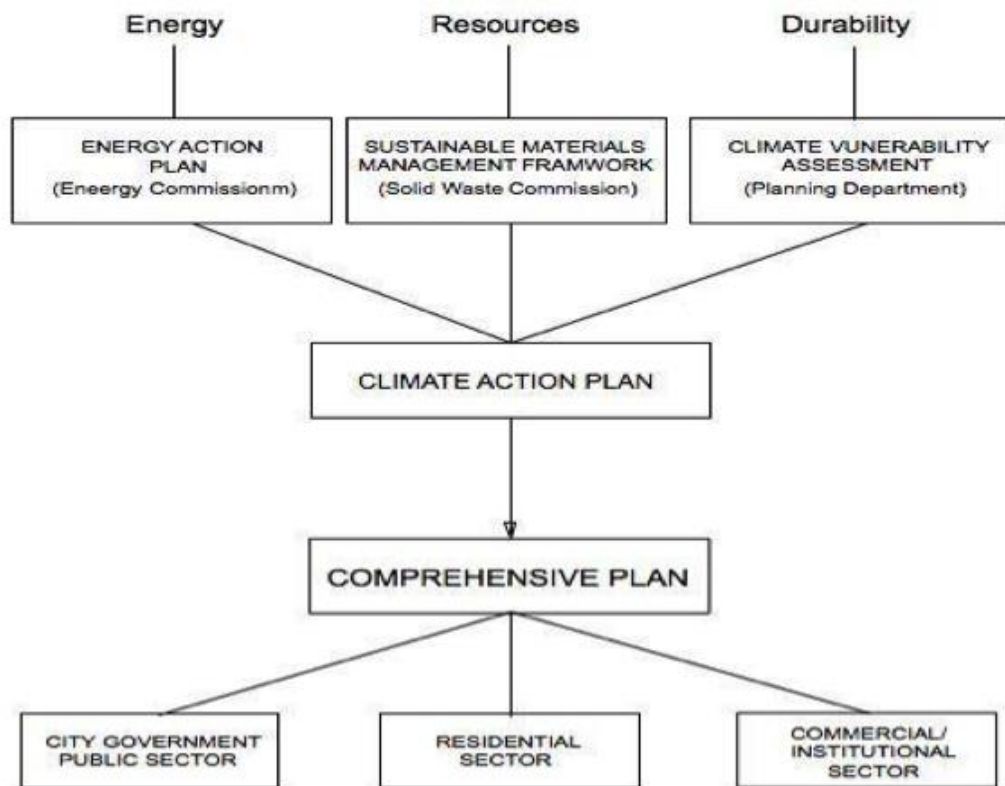 Energy
Resources
Durability
ENERGY ACTION
PLAN
(Eneergy Commissionm)
SUSTAINABLE MATERIALS
MANAGEMENT FRAMWORK
(Solid Waste Commission)
CLIMATE VUNERABILITY
ASSESSMENT
(Planning Department)
CLIMATE ACTION PLAN
COMPREHENSIVE PLAN
CITY GOVERNMENT
PUBLIC SECTOR
RESIDENTIAL
SECTOR
COMMERCIAL/
INSTITUTIONAL
SECTOR